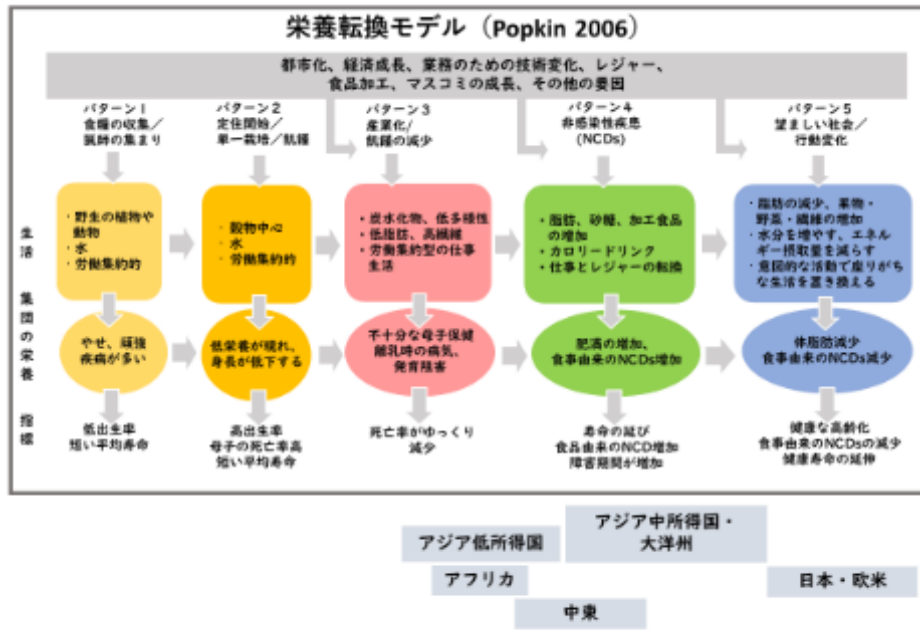 栄養転換モデル（Popkin 2006）
都市化、経済成長、業務のための技術変化、レジャー、
食品加工、マスコミの成長、その他の要因
パターン1
食糧の収集／
の集まり
パターン2
定住開始／
単一栽培／飢饉
パターン3
産業化/
飢饉の減少
パターン4
非感染性疾患
(NCDs)
パターン5
望ましい社会／
行動変化
生活
・野生の植物や
動物
・水
・労働集約的
・穀物中心
・水
・労働集約的
・炭水化物、低多様性
・低脂肪、高繊維
・労働集約型の仕事
生活
・脂肪、砂糖、加工食品
の増加
・カロリードリンク
・仕事とレジャーの転換
・脂肪の減少、果物・
野菜・繊維の増加
・水分を増やす、エネル
ギー摂取量を減らす
・意図的な活動で座りがち
な生活を置き換える
集団の栄養
やせ、頑強
疾病が多い
低栄養が現れ、
身長が低下する
不十分な母子保健
離乳時の病気、
発育障害
肥満の増加、
食事由来のNCDs増加
体脂肪減少
食事由来のNCDs減少
指標
低出生率
短い平均寿命
高出生率
母子の死亡率高
短い平均寿命
死亡率がゆっくり
減少
寿命の延び
食品由来のNCD増加
障害期間が増加
健康な高齢化
食事由来のNCDsの減少
健康寿命の延伸
アジア低所得国
アジア中所得国・
大洋州
アフリカ
日本・欧米
中東